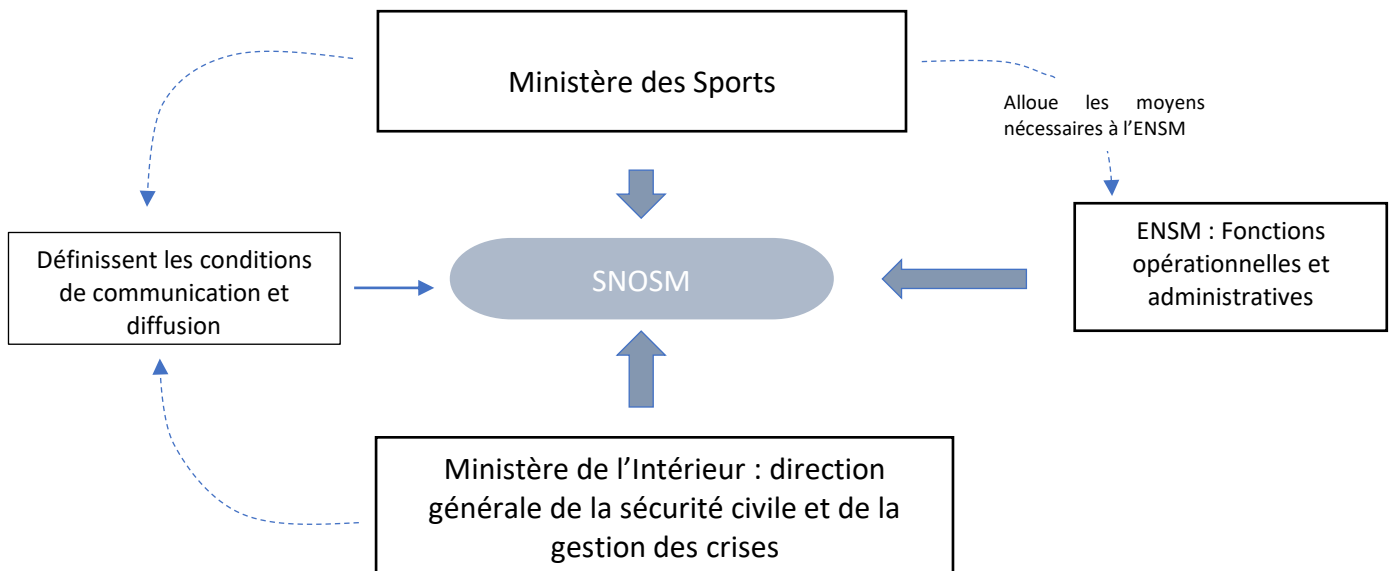 Ministère des Sports
Alloue les moyens
nécessaires à l’ENSM
Définissent les conditions
de communication et
diffusion
SNOSM
ENSM : Fonctions
opérationnelles et
administratives
Ministère de l’Intérieur : direction
générale de la sécurité civile et de la
gestion des crises